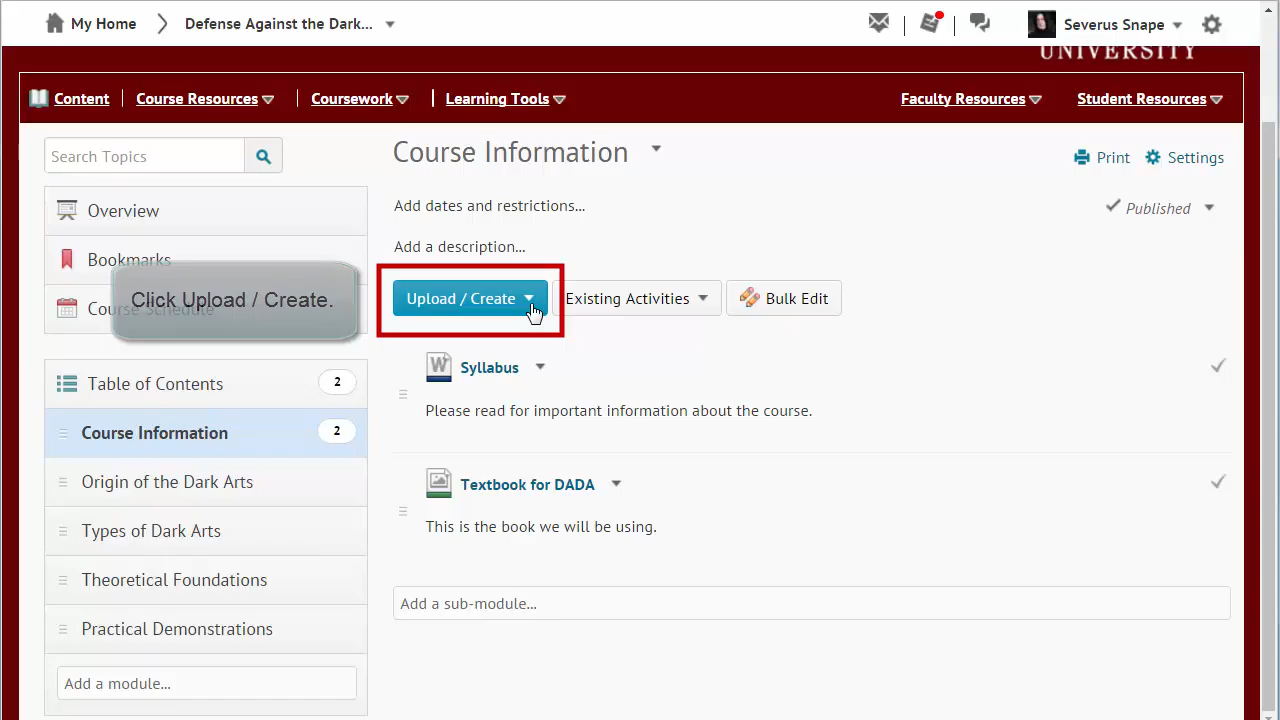 My Home
Defense Against the Dark...
Severus Snape
UNIVERSITY
Content
Course Resources
Coursework
Learning Tools
Faculty Resources
Student Resources
Search Topics
Overview
Bookmarks
Course Schedule
Click Upload / Create.
Table of Contents 2
Course Information 2
Origin of the Dark Arts
Types of Dark Arts
Theoretical Foundations
Practical Demonstrations
Add a module...
Course Information
Print
Settings
Add dates and restrictions...
Published
Add a description...
Upload / Create
Existing Activities
Bulk Edit
Syllabus
Please read for important information about the course.
Textbook for DADA
This is the book we will be using.
Add a sub-module...